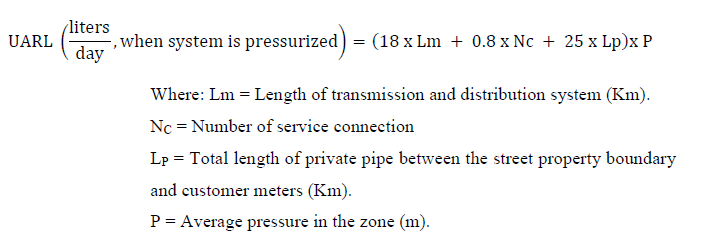 UARL (liters/day, when system is pressurized) = (18 x Lm + 0.8 x Nc + 25 x Lp)x P
Where: Lm = Length of transmission and distribution system (Km).
Nc = Number of service connection
LP = Total length of private pipe between the street property boundary
and customer meters (Km).
P = Average pressure in the zone (m).